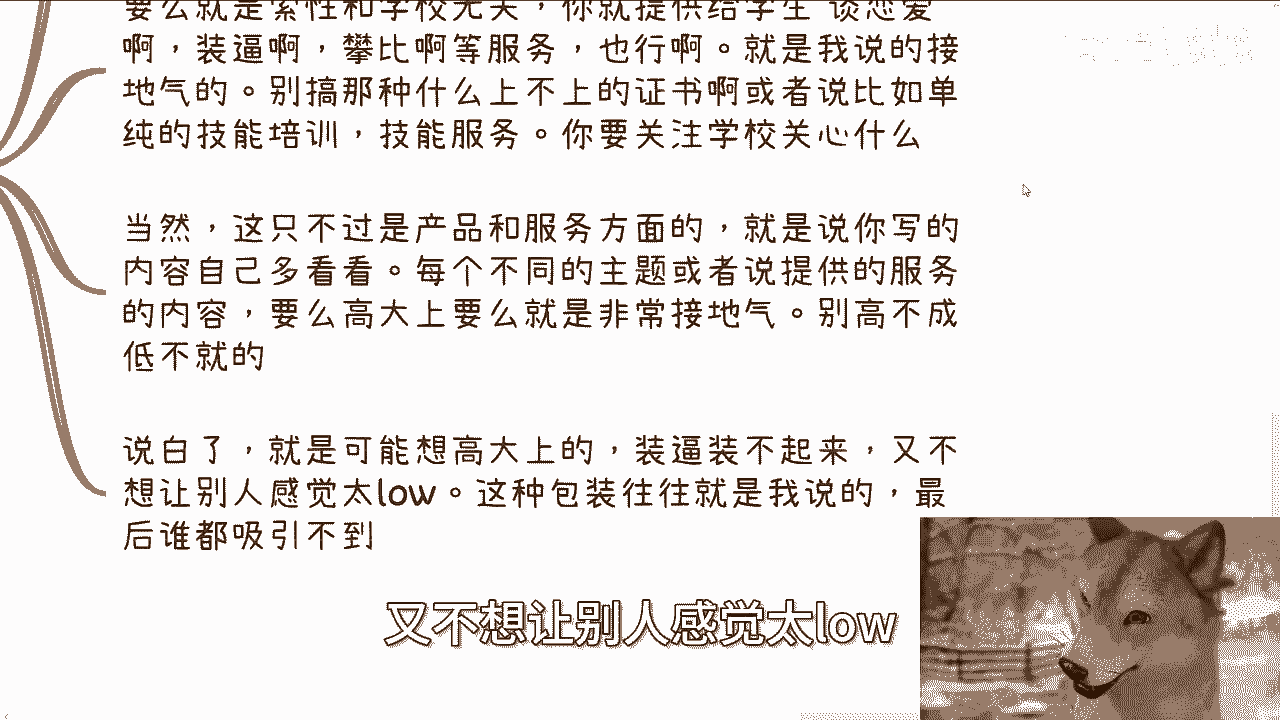 要么就是索性和学校无关，你就提供给学生 谈恋爱
啊，装逼啊，攀比啊等服务，也行啊。就是我说的接
地气的。别搞那种什么上不上的证书啊或者说比如单
纯的技能培训，技能服务。你要关注学校关心什么
当然，这只不过是产品和服务方面的，就是说你写的
内容自己多看看。每个不同的主题或者说提供的服务
的内容，要么高大上要么就是非常接地气。别高不成
低不就的
说白了，就是可能想高大上的，装逼装不起来，又不
想让别人感觉太low。这种包装往往就是我说的，最
后谁都吸引不到
又不想让别人感觉太low